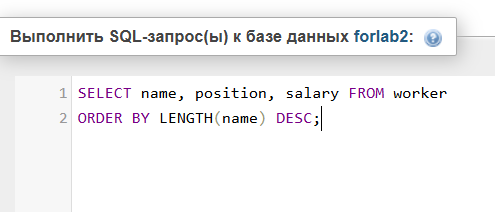 Выполнить SQL-запрос(ы) к базе данных forlab2:
1 SELECT name, position, salary FROM worker
2 ORDER BY LENGTH(name) DESC;